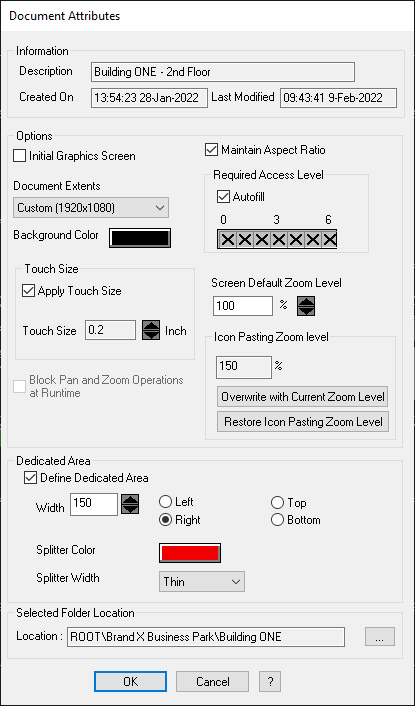 Document Attributes
Information
Description Building ONE - 2nd Floor
Created On 13:54:23 28-Jan-2022 Last Modified 09:43:41 9-Feb-2022
Options
Initial Graphics Screen
Maintain Aspect Ratio
Document Extents
Custom (1920x1080)
Background Color
Required Access Level
Autofill
0 3 6
Touch Size
Apply Touch Size
Touch Size 0.2 Inch
Block Pan and Zoom Operations
at Runtime
Screen Default Zoom Level
100 %
Icon Pasting Zoom level
150 %
Overwrite with Current Zoom Level
Restore Icon Pasting Zoom Level
Dedicated Area
Define Dedicated Area
Width 150
Left Top
Right Bottom
Splitter Color
Splitter Width Thin
Selected Folder Location
Location : ROOT\Brand X Business Park\Building ONE ...
OK Cancel ?